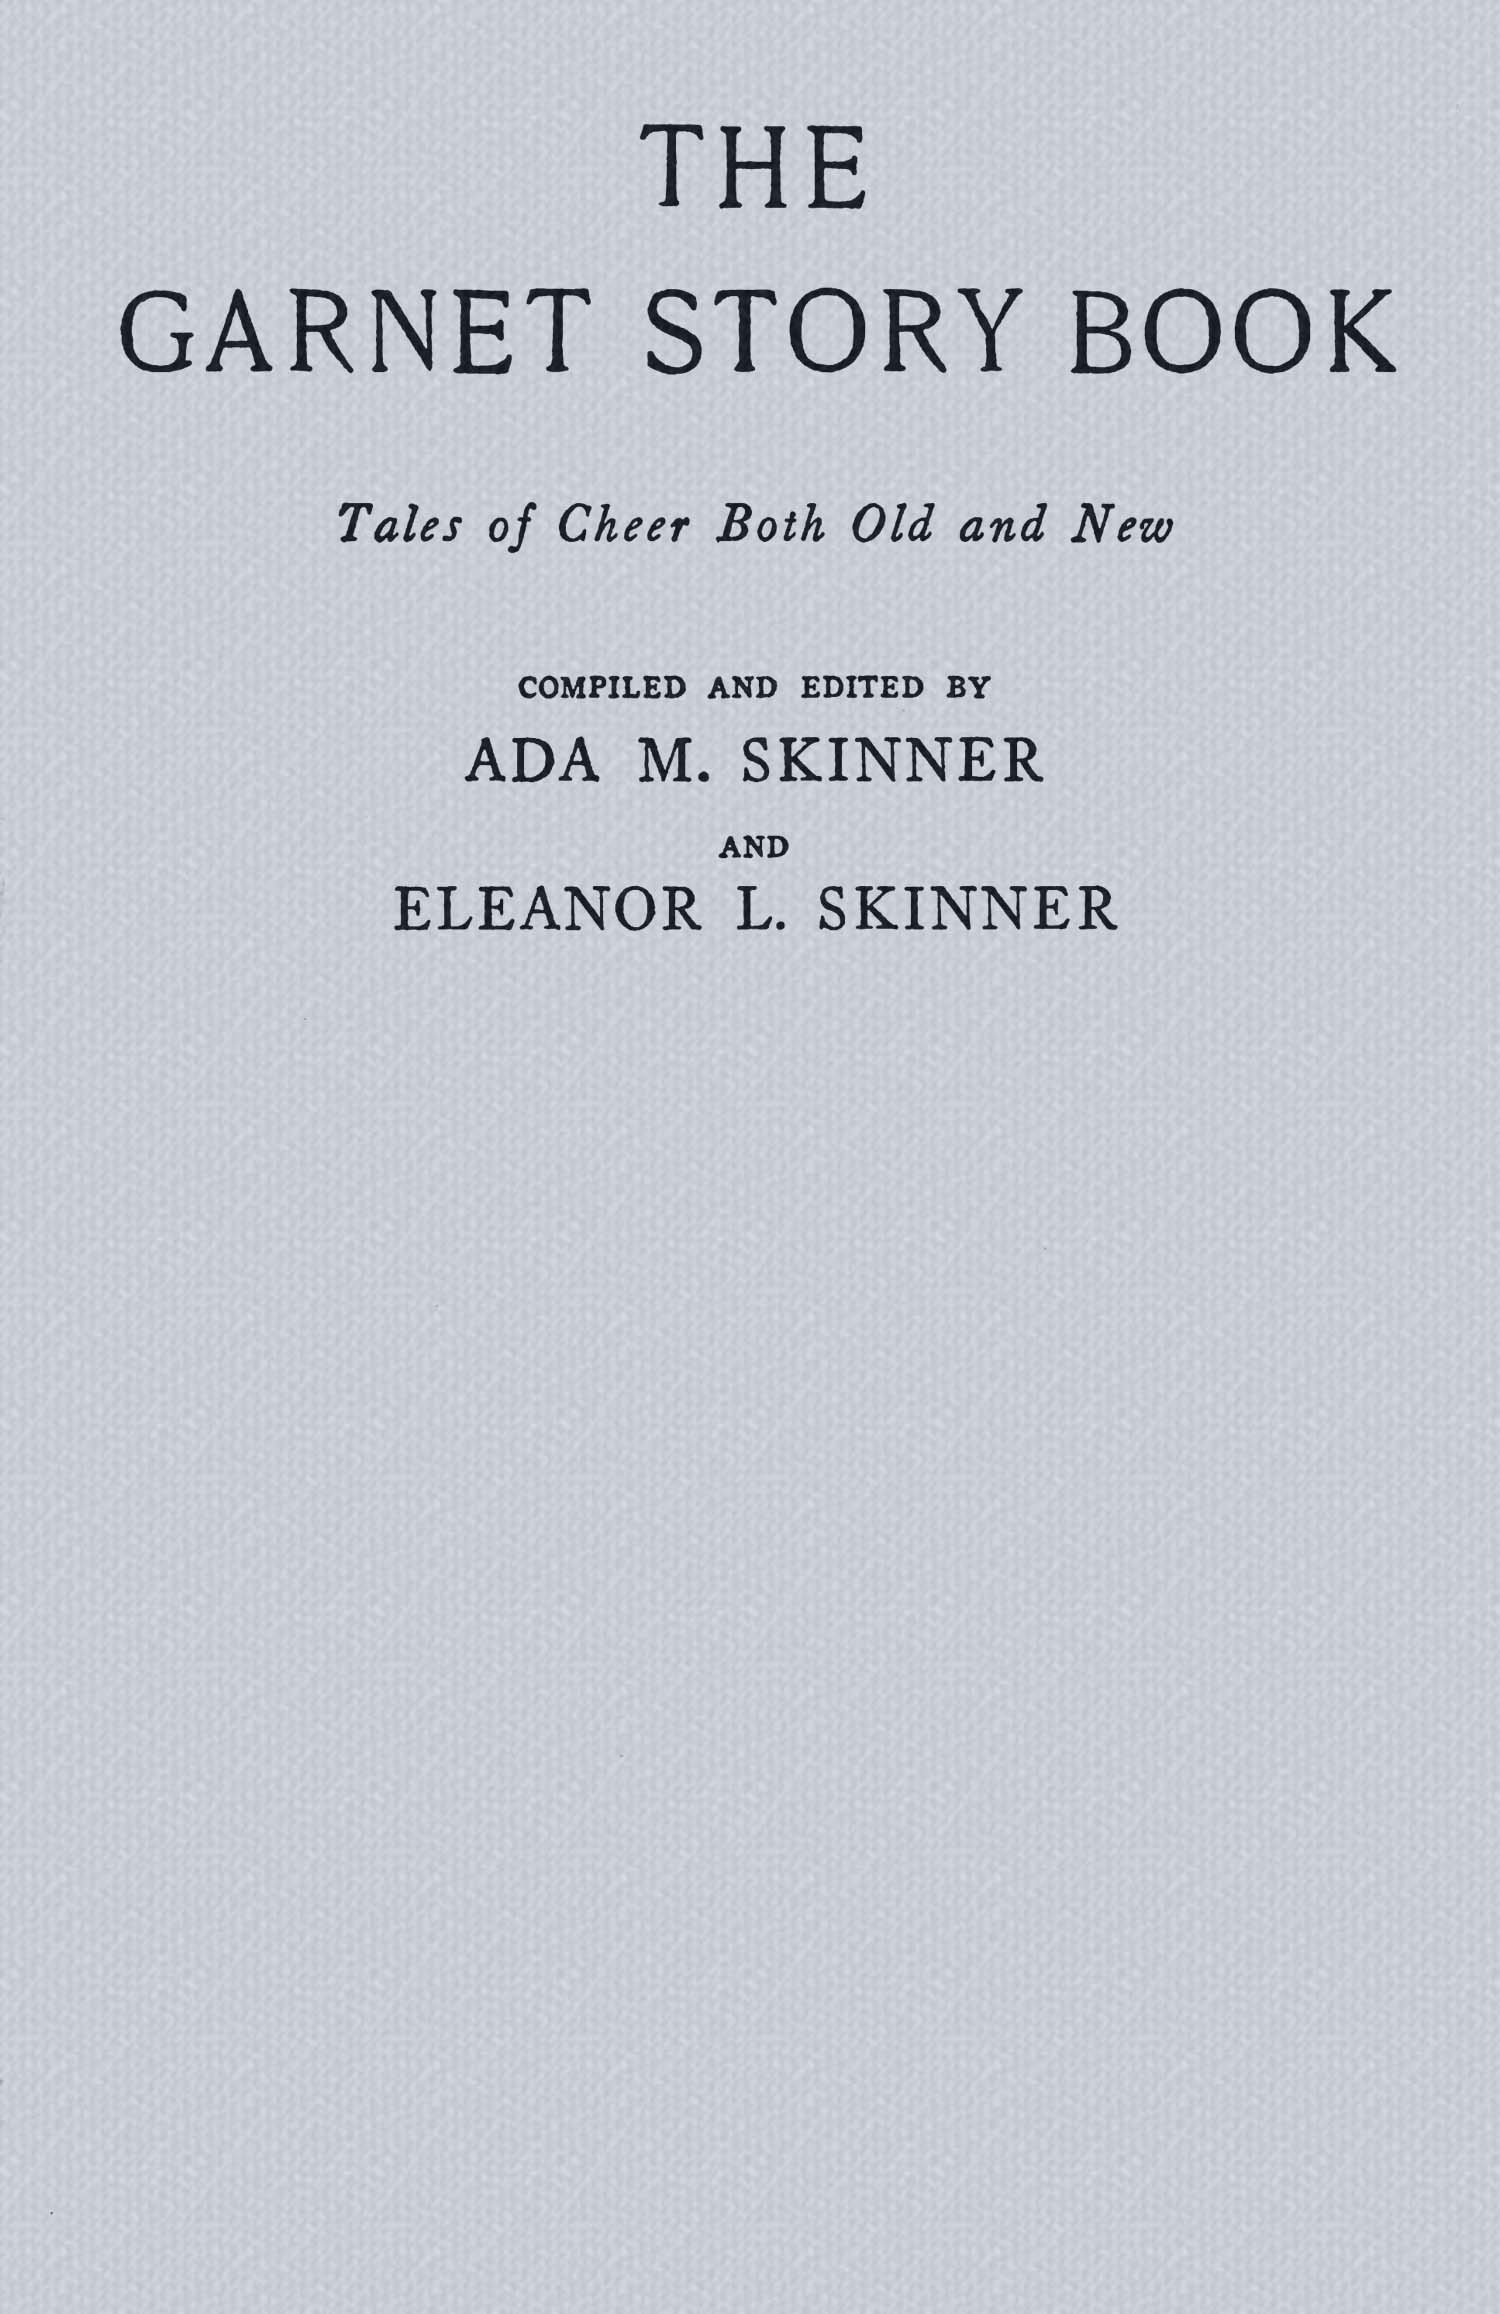 THE
GARNET STORY BOOK
Tales of Cheer Both Old and New
COMPILED AND EDITED BY
ADA M. SKINNER
AND
ELEANOR L. SKINNER